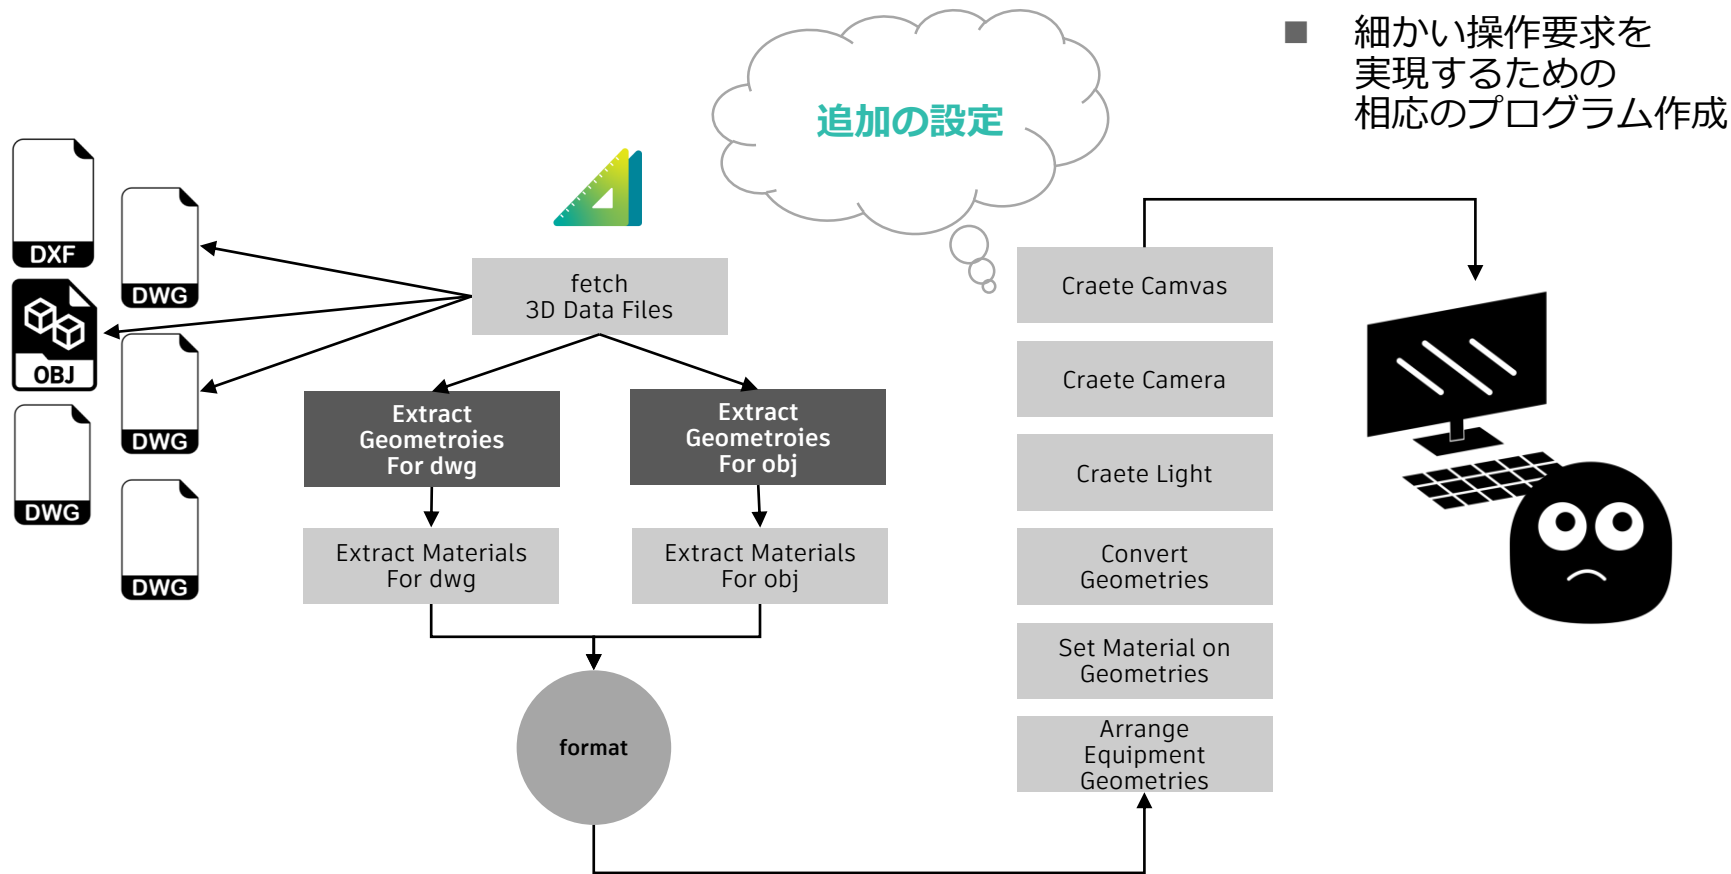 細かい操作要求を
実現するための
相応のプログラム作成
追加の設定
DXF
DWG
OBJ
DWG
DWG
DWG
fetch
3D Data Files
Extract
Geometroies
For dwg
Extract
Geometroies
For obj
Extract Materials
For dwg
Extract Materials
For obj
format
Craete Camvas
Craete Camera
Craete Light
Convert
Geometries
Set Material on
Geometries
Arrange
Equipment
Geometries